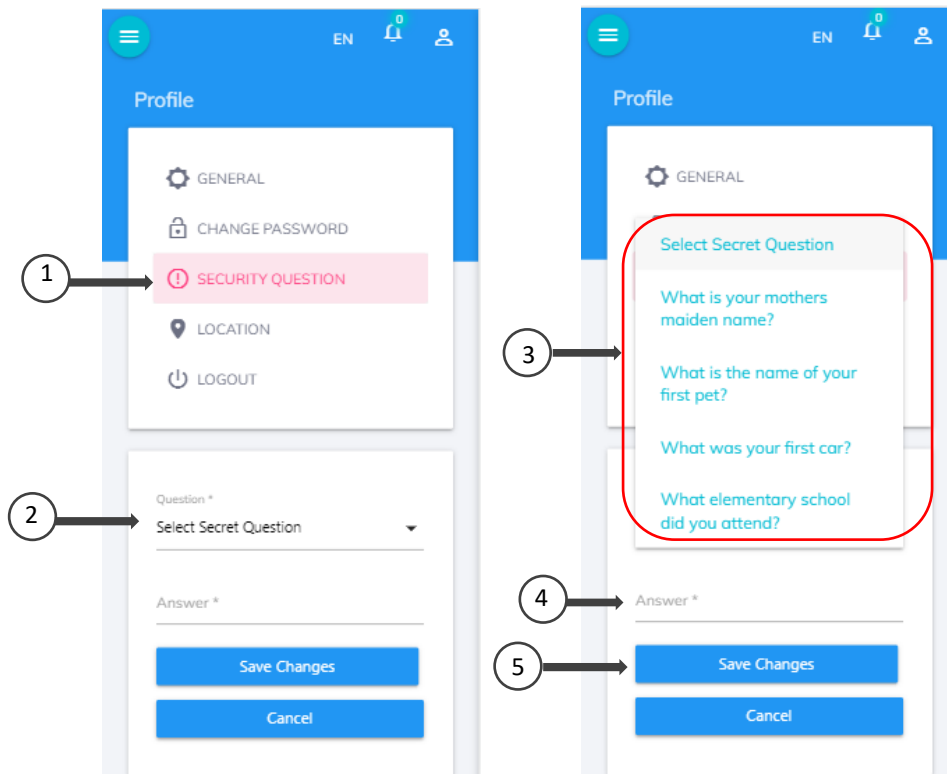 EN
0
Profile
GENERAL
CHANGE PASSWORD
1
SECURITY QUESTION
LOCATION
LOGOUT
2
Question *
Select Secret Question
Answer *
Save Changes
Cancel
EN
0
Profile
GENERAL
3
Select Secret Question
What is your mothers
maiden name?
What is the name of your
first pet?
What was your first car?
What elementary school
did you attend?
4
Answer *
5
Save Changes
Cancel